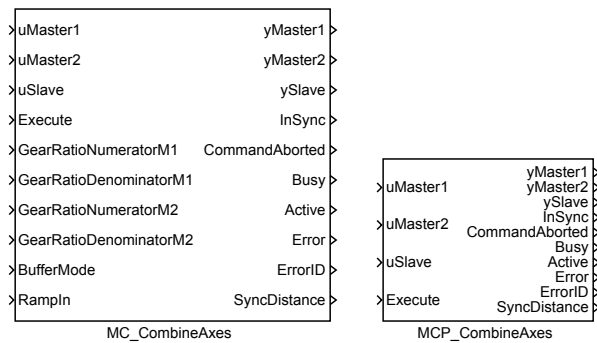 uMaster1 yMaster1
uMaster2 yMaster2
uSlave ySlave
Execute InSync
GearRatioNumeratorM1 CommandAborted
GearRatioDenominatorM1 Busy
GearRatioNumeratorM2 Active
GearRatioDenominatorM2 Error
BufferMode ErrorID
RampIn SyncDistance
MC_CombineAxes
uMaster1
uMaster2
uSlave
Execute
yMaster1
yMaster2
ySlave
InSync
CommandAborted
Busy
Active
Error
ErrorID
SyncDistance
MCP_CombineAxes